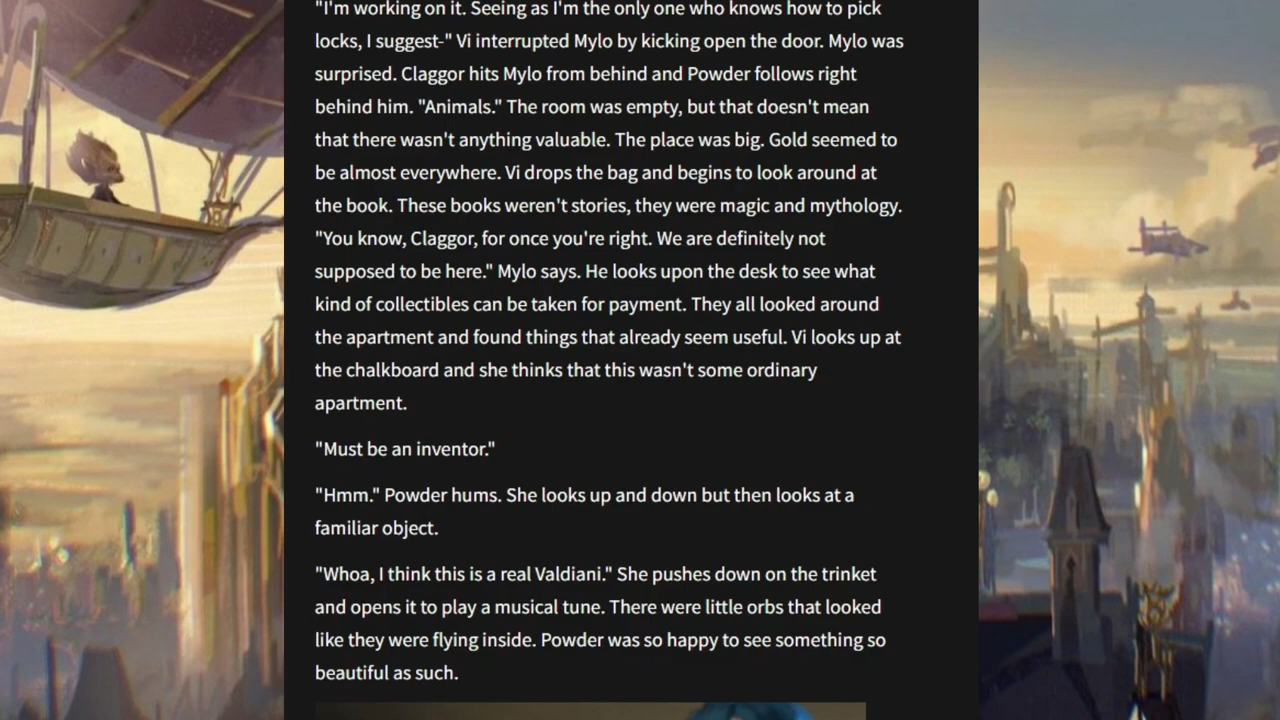 "I'm working on it. Seeing as I'm the only one who knows how to pick
locks, I suggest-" Vi interrupted Mylo by kicking open the door. Mylo was
surprised. Claggor hits Mylo from behind and Powder follows right
behind him. "Animals." The room was empty, but that doesn't mean
that there wasn't anything valuable. The place was big. Gold seemed to
be almost everywhere. Vi drops the bag and begins to look around at
the book. These books weren't stories, they were magic and mythology.
"You know, Claggor, for once you're right. We are definitely not
supposed to be here." Mylo says. He looks upon the desk to see what
kind of collectibles can be taken for payment. They all looked around
the apartment and found things that already seem useful. Vi looks up at
the chalkboard and she thinks that this wasn't some ordinary
apartment.
"Must be an inventor."
"Hmm." Powder hums. She looks up and down but then looks at a
familiar object.
"Whoa, I think this is a real Valdiani." She pushes down on the trinket
and opens it to play a musical tune. There were little orbs that looked
like they were flying inside. Powder was so happy to see something so
beautiful as such.